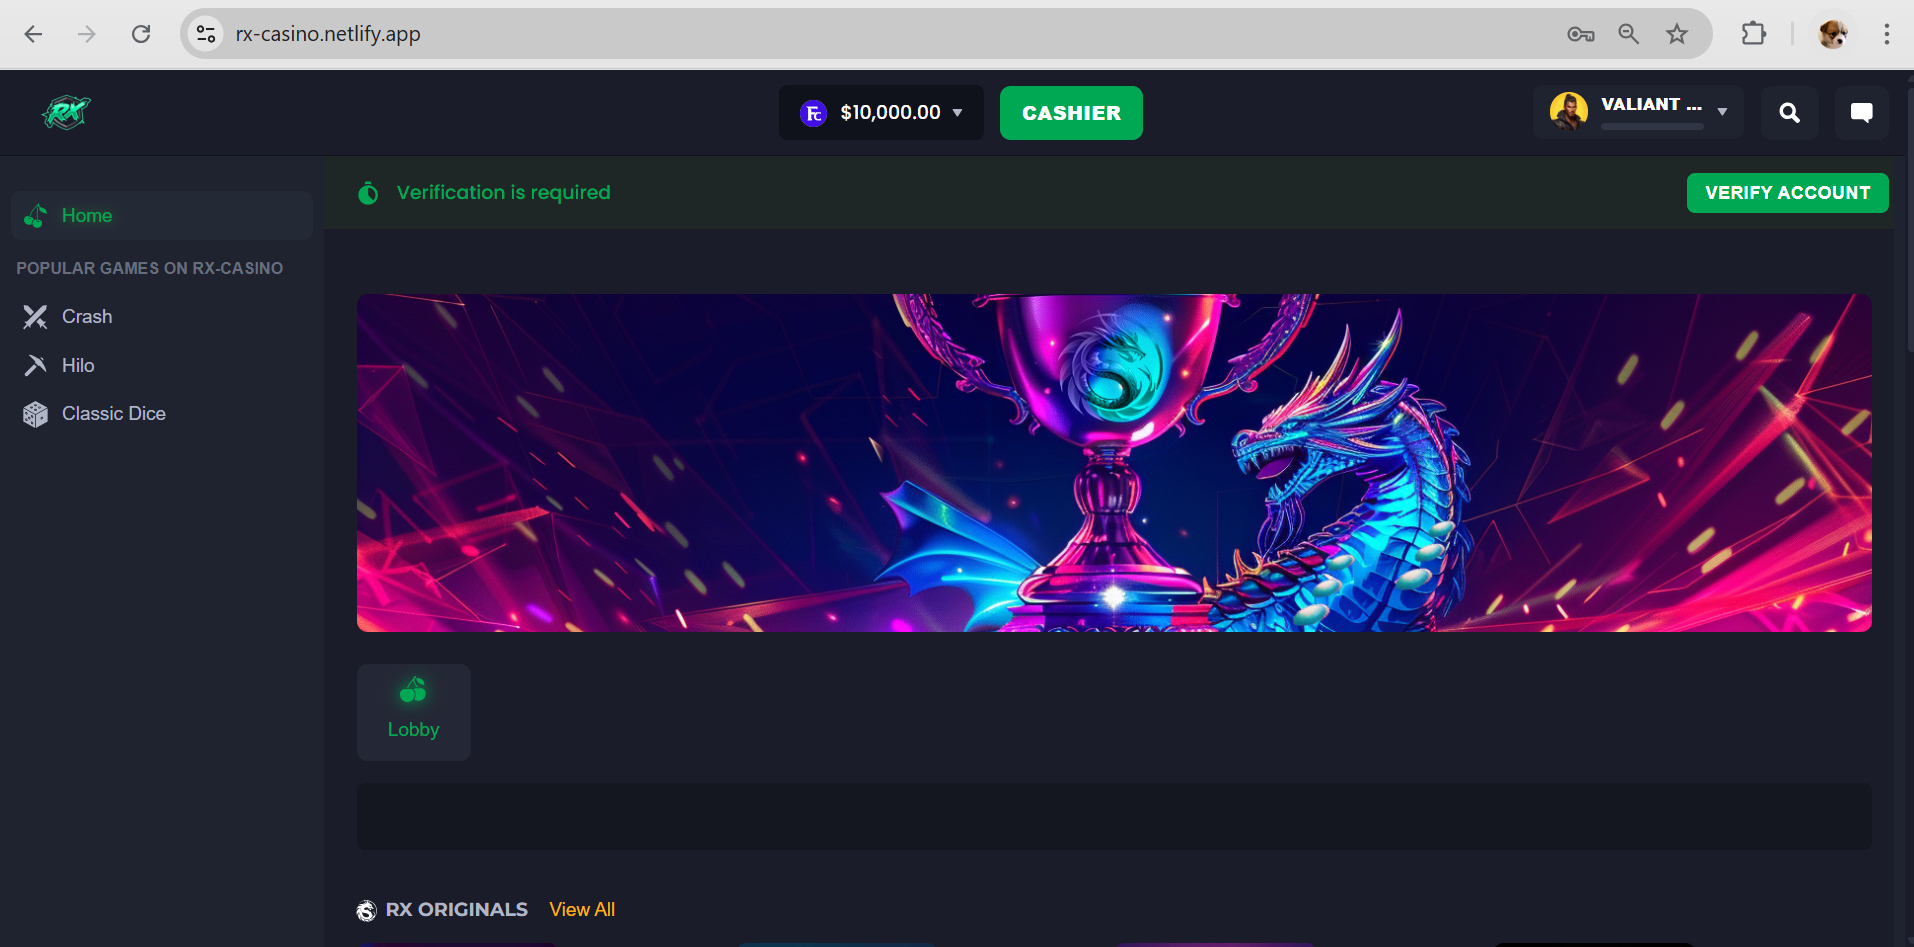 rx-casino.netlify.app
RX
Fc $10,000.00
CASHIER
VALIANT ...
Verification is required
VERIFY ACCOUNT
Home
POPULAR GAMES ON RX-CASINO
Crash
Hilo
Classic Dice
Lobby
RX ORIGINALS View All